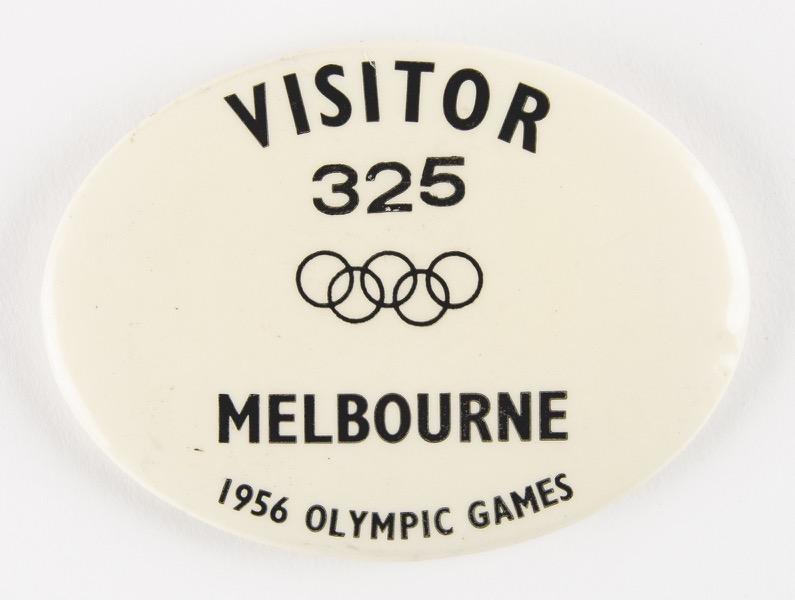 VISITOR
325
MELBOURNE
1956 OLYMPIC GAMES